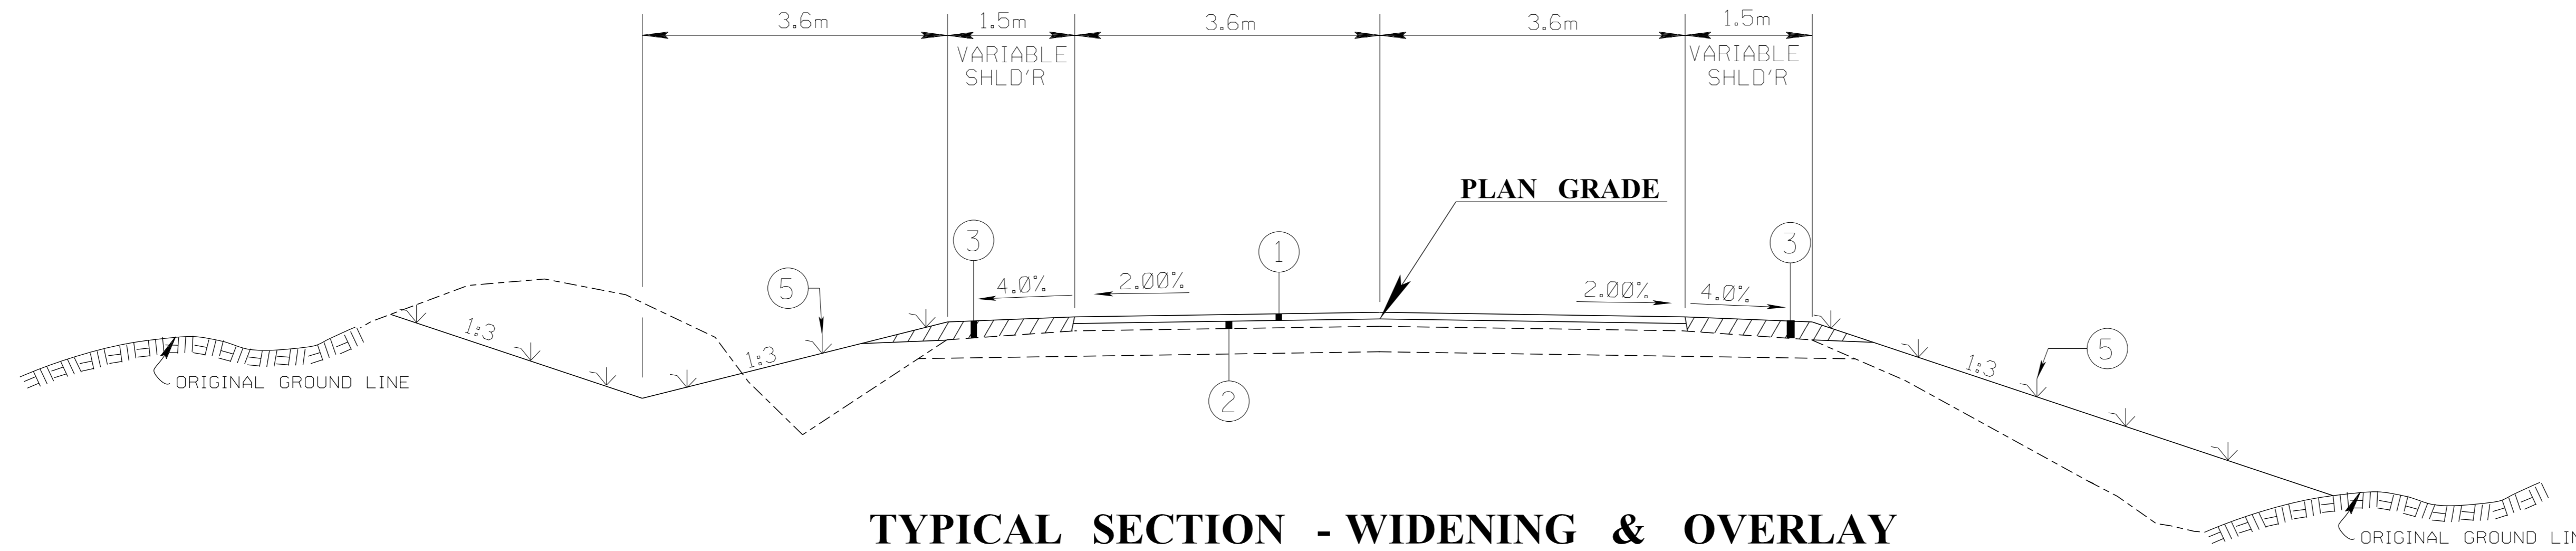 3.6m
1.5m
3.6m
3.6m
1.5m
VARIABLE
SHLD'R
VARIABLE
SHLD'R
PLAN GRADE
3
1
3
5
4.0%
2.00%
2.00%
4.0%
1:3
1:3
1:3
5
ORIGINAL GROUND LINE
2
TYPICAL SECTION - WIDENING & OVERLAY
ORIGINAL GROUND LIN